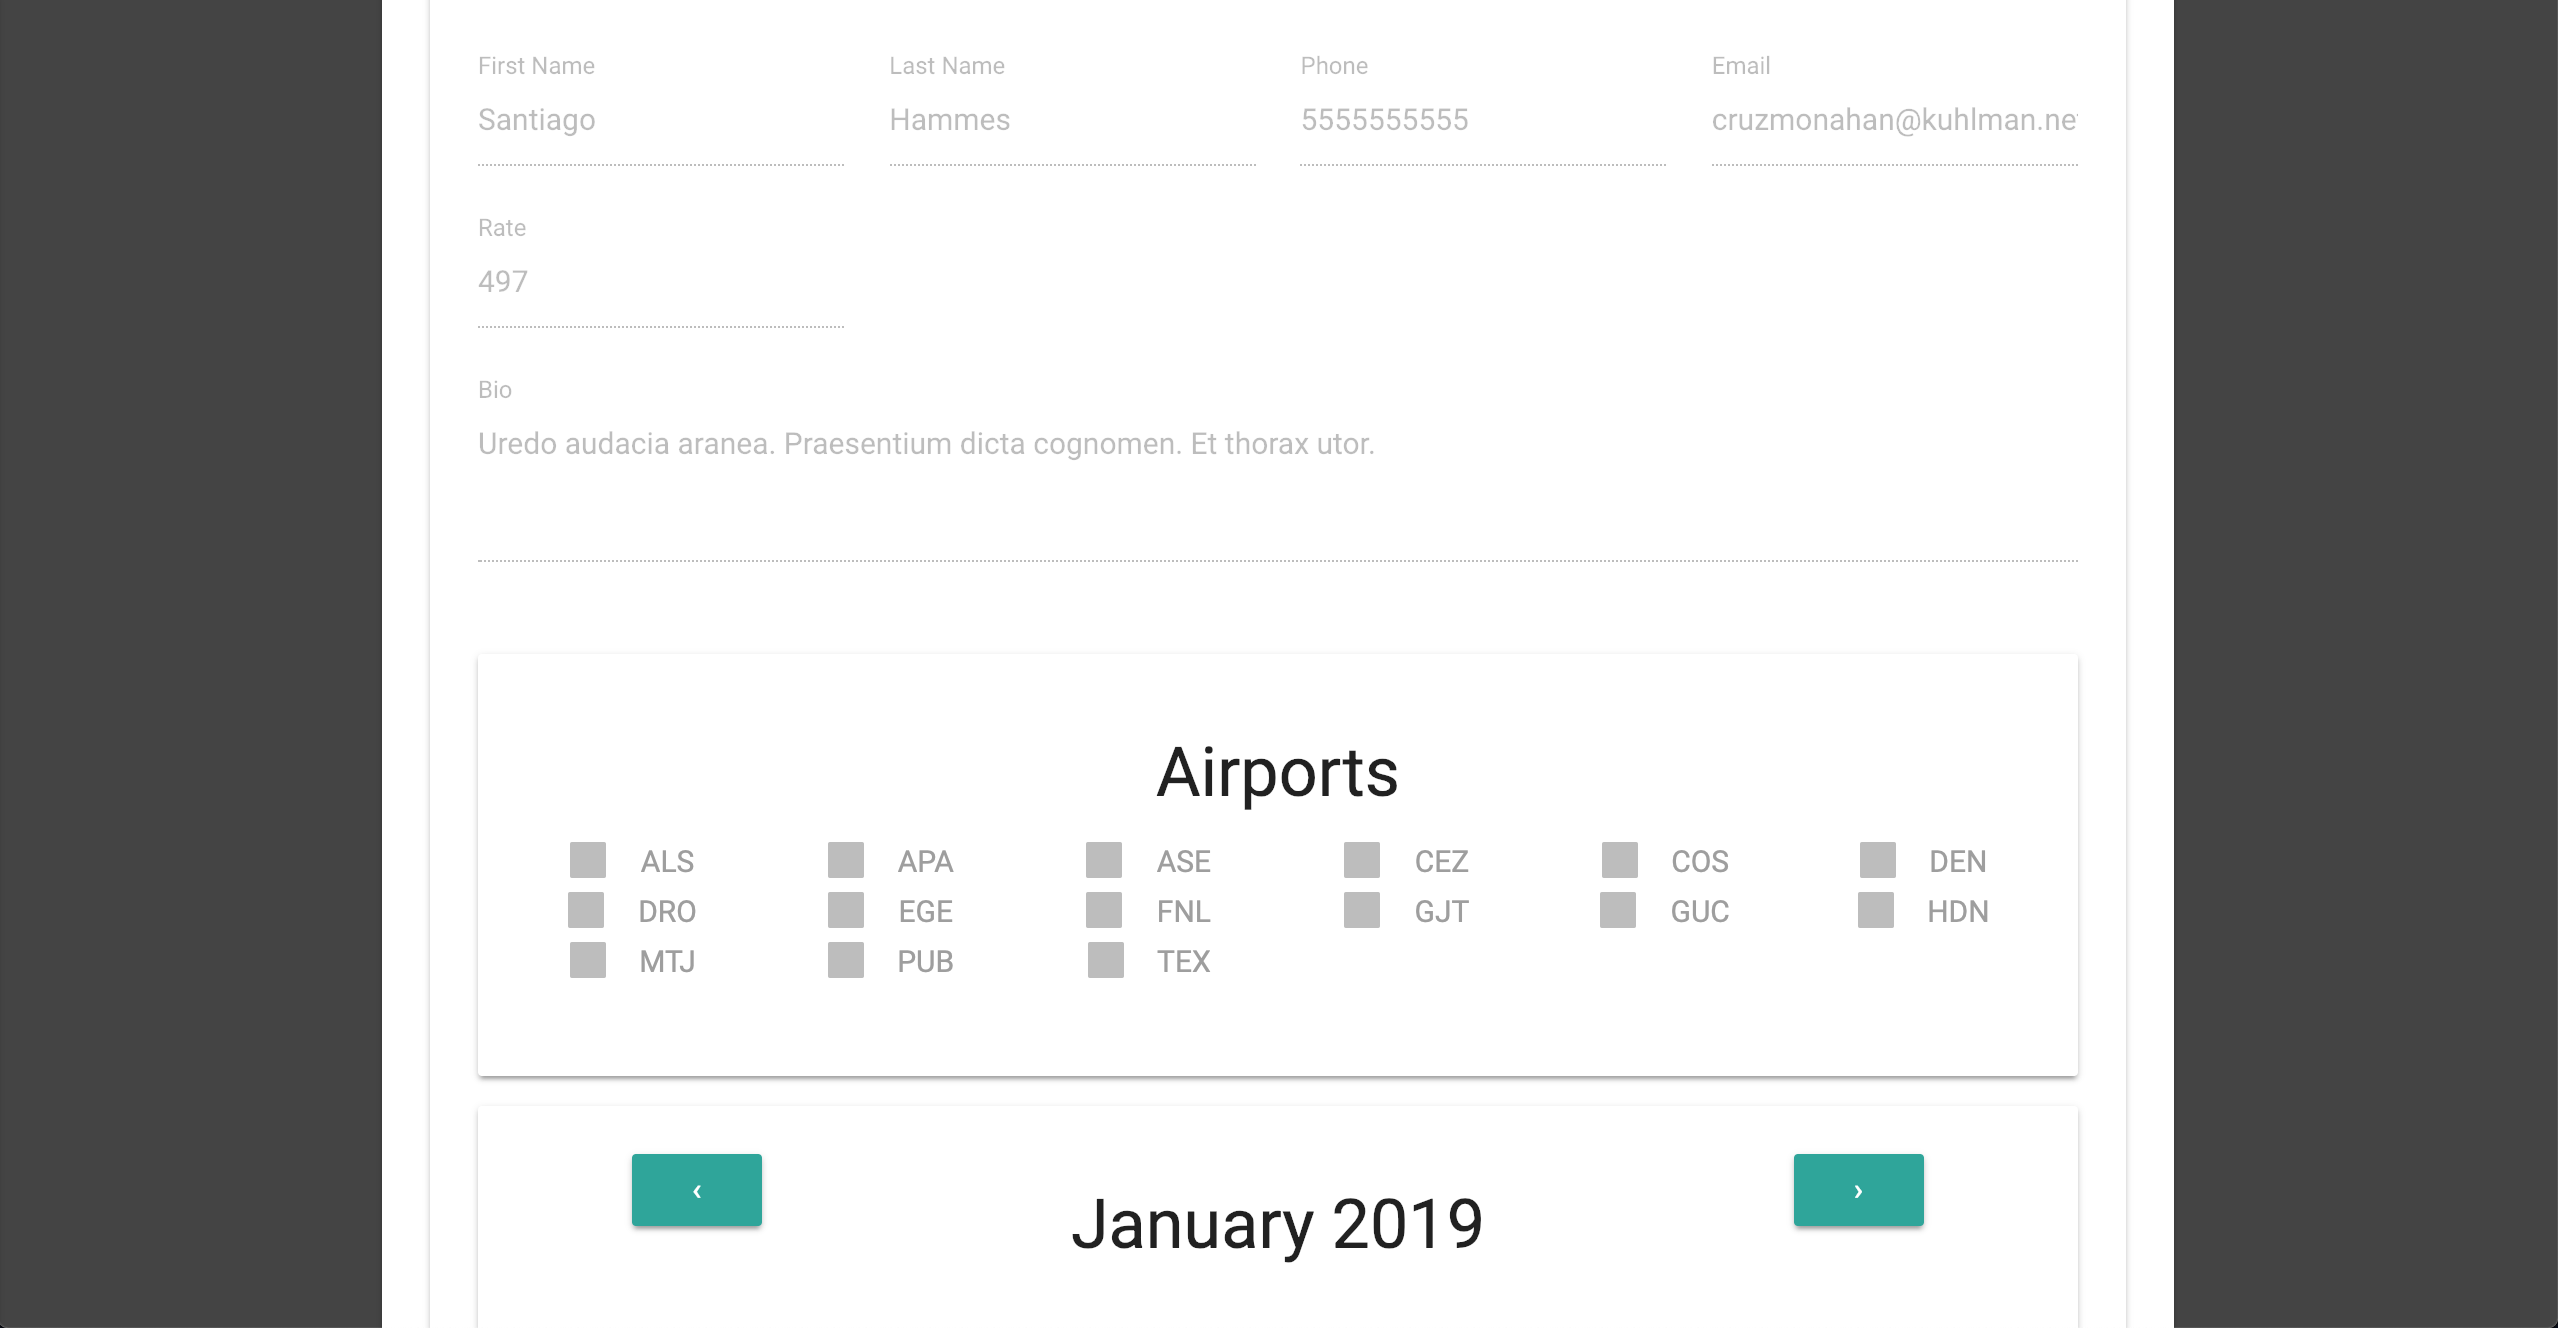 First Name Last Name Phone Email
Santiago Hammes 5555555555 cruzmonahan@kuhlman.ne
Rate
497
Bio
Uredo audacia aranea. Praesentium dicta cognomen. Et thorax utor.
Airports
ALS APA ASE CEZ COS DEN
DRO EGE FNL GJT GUC HDN
MTJ PUB TEX
‹ ›
January 2019